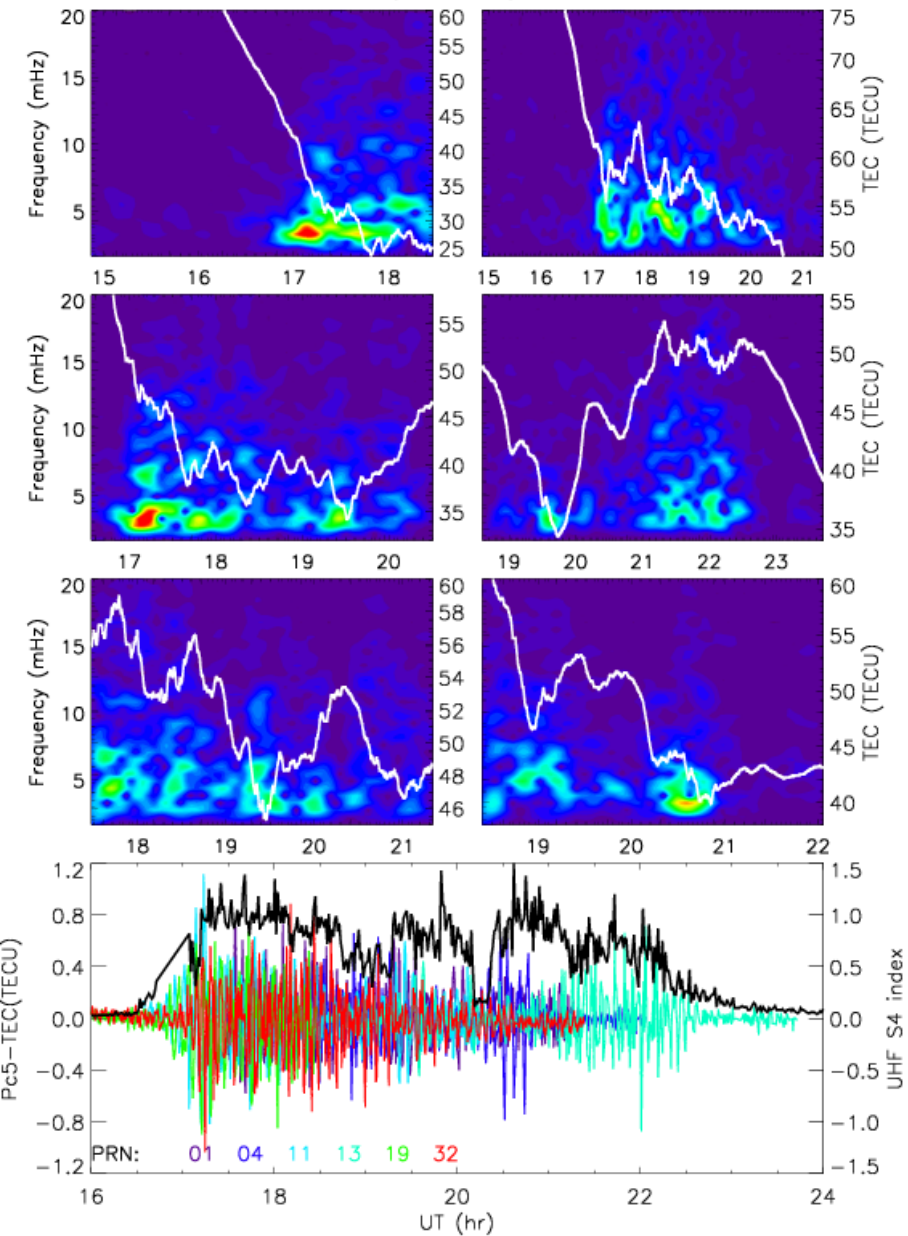 20 15 10 5
Frequency (mHz)
60 55 50 45 40 35 30 25
15 16 17 18
75 70 65 60 55 50
TEC (TECU)
15 16 17 18 19 20 21
20 15 10 5
Frequency (mHz)
55 50 45 40 35
17 18 19 20
55 50 45 40 35
TEC (TECU)
19 20 21 22 23
20 15 10 5
Frequency (mHz)
60 58 56 54 52 50 48 46
18 19 20 21
60 55 50 45 40
TEC (TECU)
19 20 21 22
1.2 0.8 0.4 0.0 −0.4 −0.8 −1.2
Pc5−TEC(TECU)
1.5 1.0 0.5 0.0 −0.5 −1.0 −1.5
UHF S4 index
PRN: 01 04 11 13 19 32
16 18 20 22 24
UT (hr)